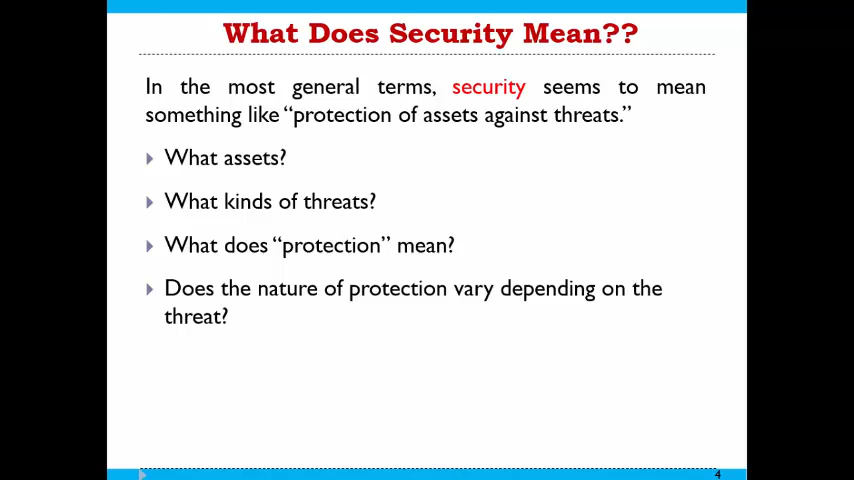 What Does Security Mean??
In the most general terms, security seems to mean
something like “protection of assets against threats.”
What assets?
What kinds of threats?
What does “protection” mean?
Does the nature of protection vary depending on the
threat?
4